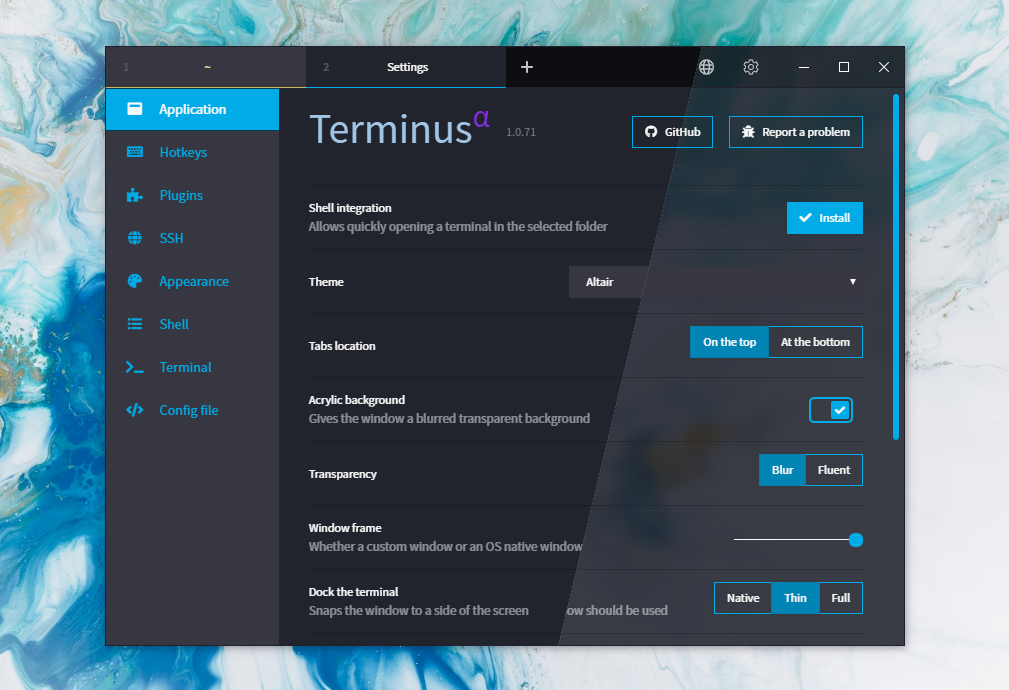 1 ~ 2 Settings
Application
Hotkeys
Plugins
SSH
Appearance
Shell
Terminal
Config file
Terminusα 1.0.71 GitHub Report a problem
Shell integration
Allows quickly opening a terminal in the selected folder
Install
Theme Altair
Tabs location On the top At the bottom
Acrylic background
Gives the window a blurred transparent background
Transparency Blur Fluent
Window frame
Whether a custom window or an OS native window
Dock the terminal
Snaps the window to a side of the screen ow should be used
Native Thin Full